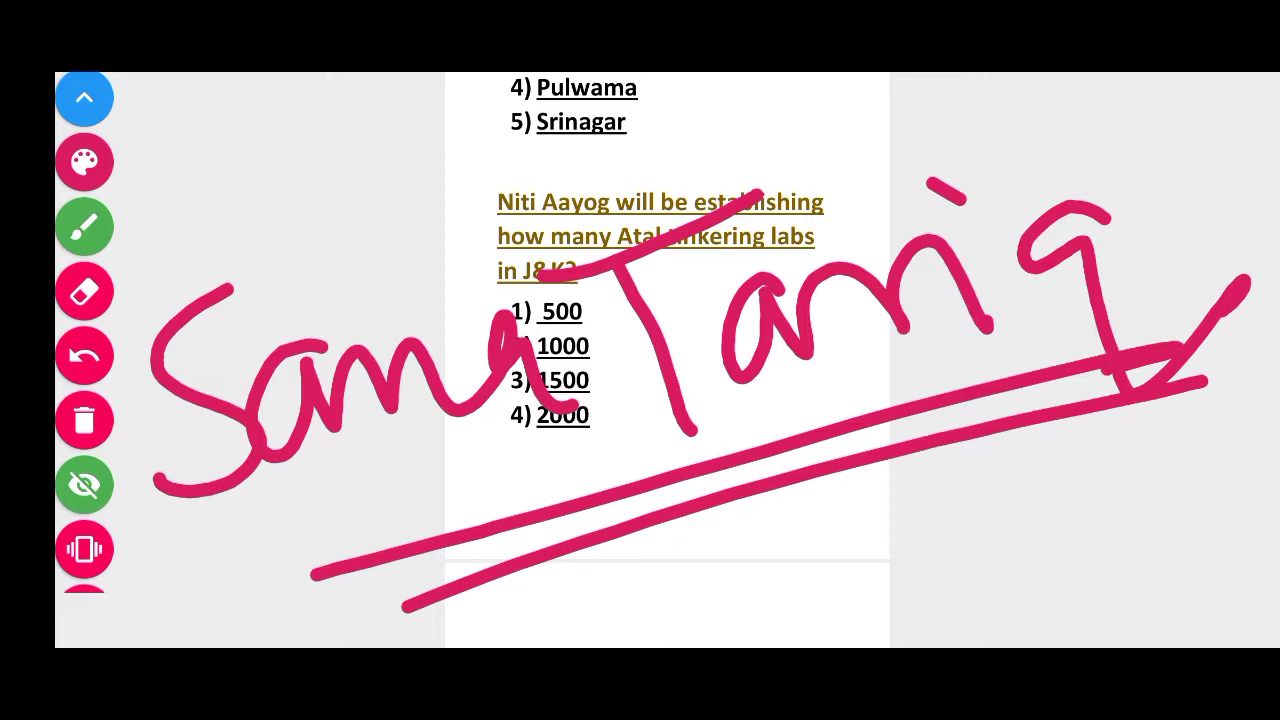 4) Pulwama
5) Srinagar
Niti Aayog will be establishing
how many Atal tinkering labs
in J&K?
1) 500
2) 1000
3) 1500
4) 2000
Sana Tariq